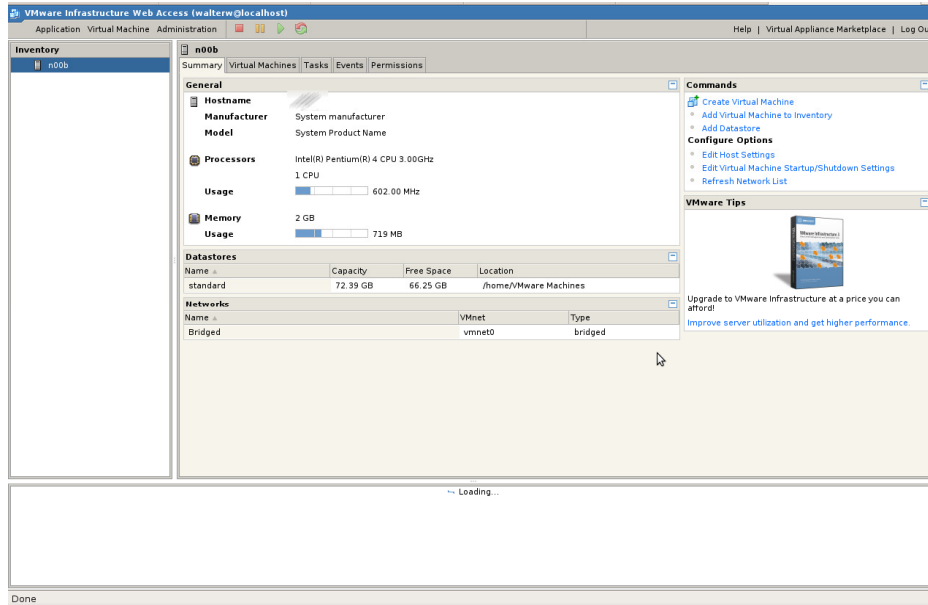 VMware Infrastructure Web Access (walterw@localhost)
Application Virtual Machine Administration
Help | Virtual Appliance Marketplace | Log Ou
Inventory
n00b
n00b
Summary Virtual Machines Tasks Events Permissions
General
Hostname
Manufacturer System manufacturer
Model System Product Name
Processors Intel(R) Pentium(R) 4 CPU 3.00GHz
1 CPU
Usage 602.00 MHz
Memory 2 GB
Usage 719 MB
Datastores
Name Capacity Free Space Location
standard 72.39 GB 66.25 GB /home/VMware Machines
Networks
Name VMnet Type
Bridged vmnet0 bridged
Commands
Create Virtual Machine
Add Virtual Machine to Inventory
Add Datastore
Configure Options
Edit Host Settings
Edit Virtual Machine Startup/Shutdown Settings
Refresh Network List
VMware Tips
Upgrade to VMware Infrastructure at a price you can
afford!
Improve server utilization and get higher performance.
Loading...
Done